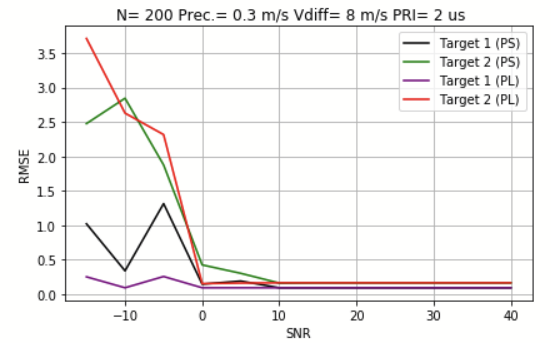 N= 200 Prec.= 0.3 m/s Vdiff= 8 m/s PRI= 2 us
Target 1 (PS)
Target 2 (PS)
Target 1 (PL)
Target 2 (PL)
3.5
3.0
2.5
2.0
1.5
1.0
0.5
0.0
RMSE
−10
0
10
20
30
40
SNR